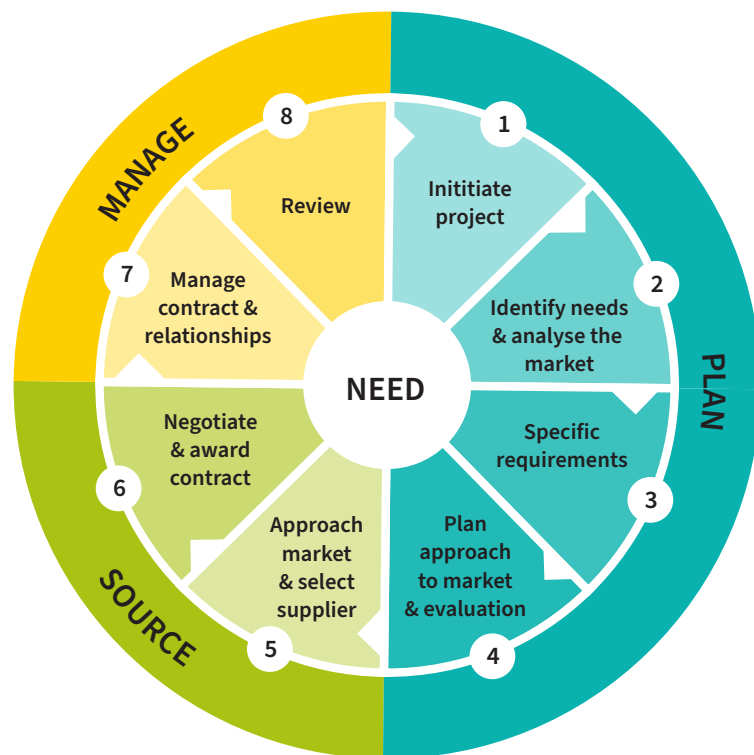 MANAGE
PLAN
SOURCE
NEED
1
Inititiate
project
2
Identify needs
& analyse the
market
3
Specific
requirements
4
Plan
approach
to market
& evaluation
5
Approach
market
& select
supplier
6
Negotiate
& award
contract
7
Manage
contract &
relationships
8
Review